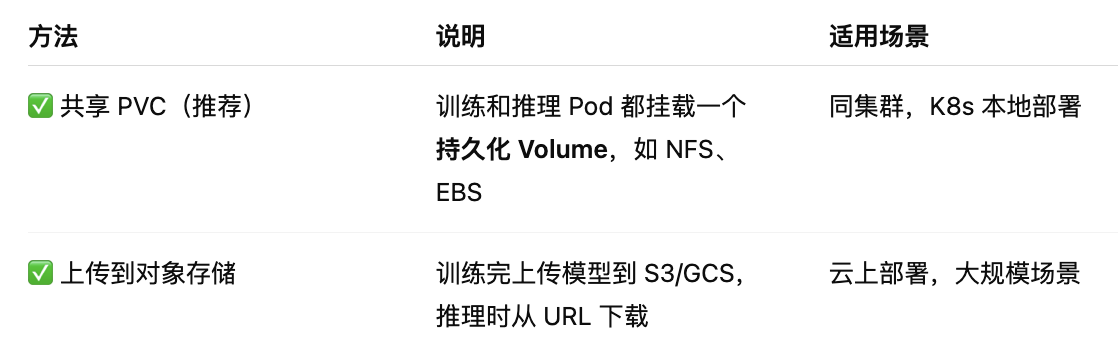 方法 说明 适用场景
✅ 共享 PVC（推荐） 训练和推理 Pod 都挂载一个 同集群，K8s 本地部署
持久化 Volume，如 NFS、
EBS
✅ 上传到对象存储 训练完上传模型到 S3/GCS， 云上部署，大规模场景
推理时从 URL 下载